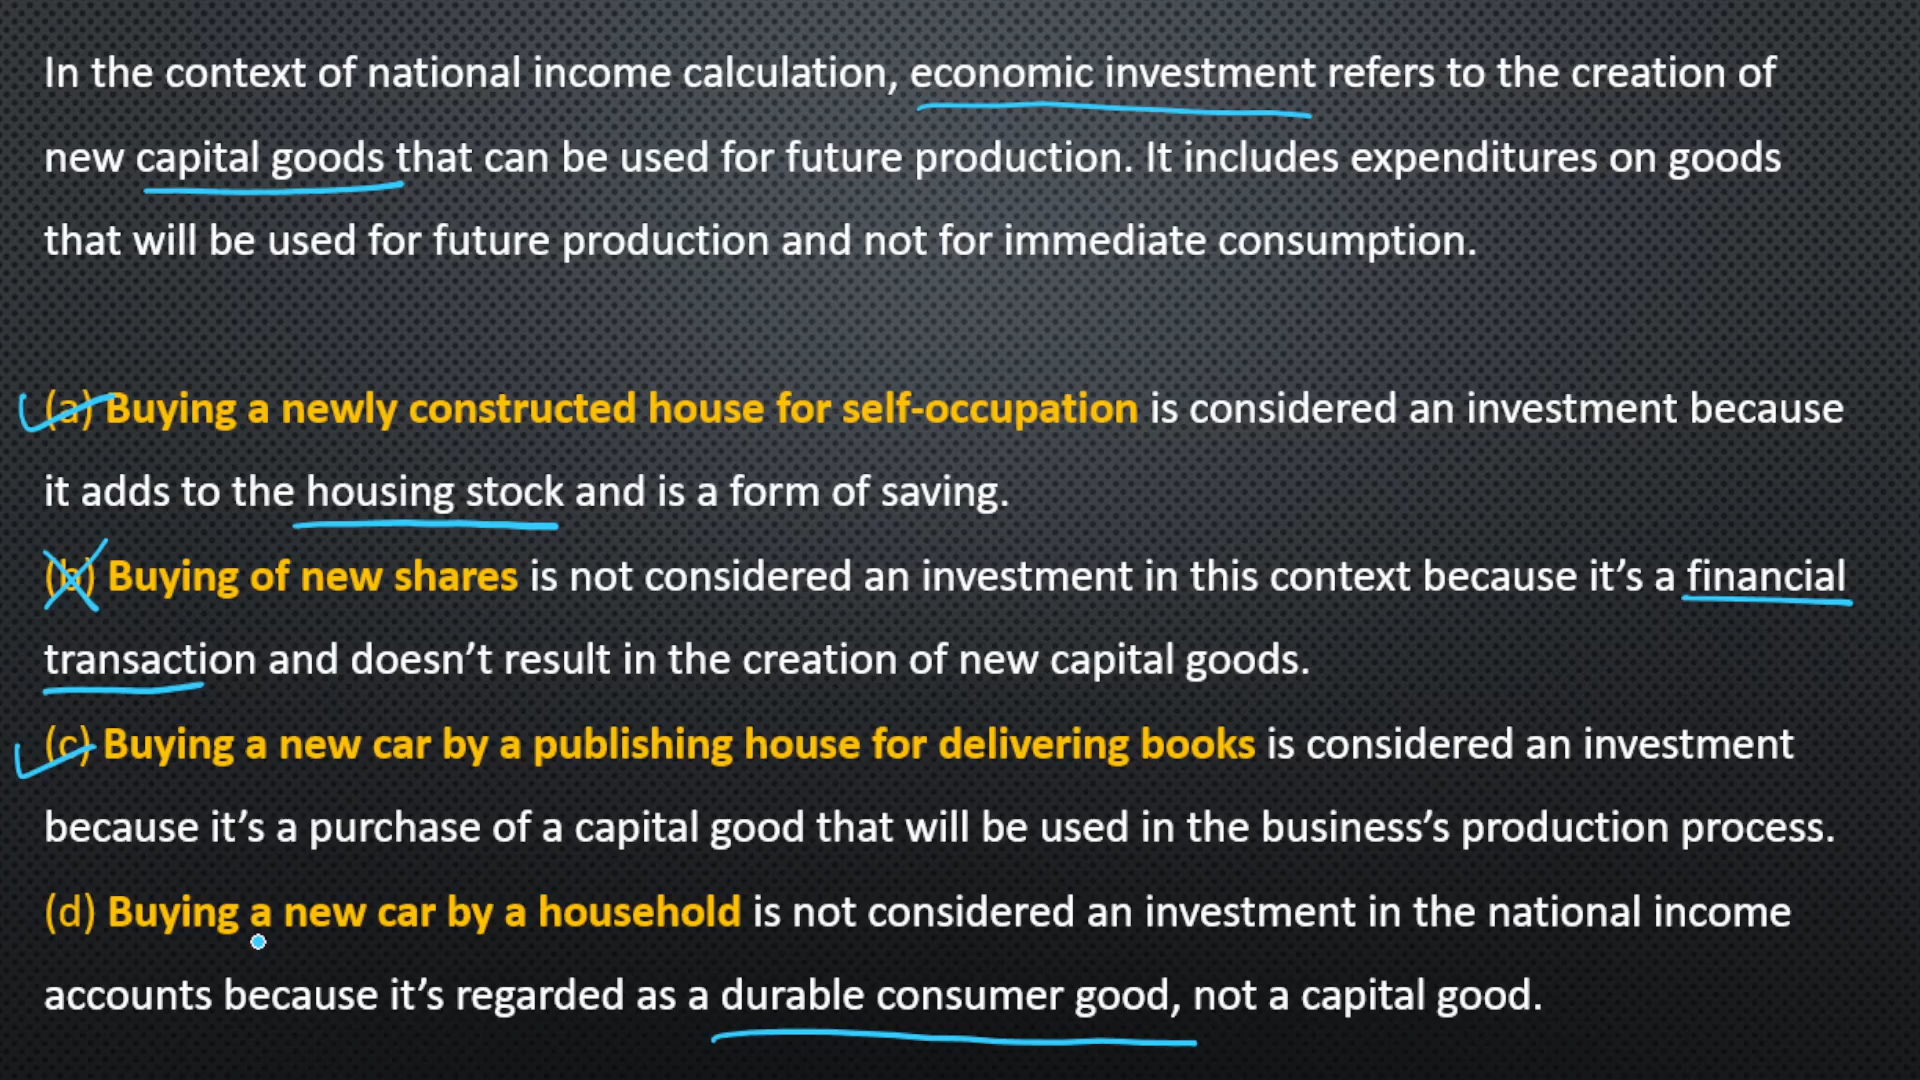 In the context of national income calculation, economic investment refers to the creation of
new capital goods that can be used for future production. It includes expenditures on goods
that will be used for future production and not for immediate consumption.
(a) Buying a newly constructed house for self-occupation is considered an investment because
it adds to the housing stock and is a form of saving.
(b) Buying of new shares is not considered an investment in this context because it’s a financial
transaction and doesn’t result in the creation of new capital goods.
(c) Buying a new car by a publishing house for delivering books is considered an investment
because it’s a purchase of a capital good that will be used in the business’s production process.
(d) Buying a new car by a household is not considered an investment in the national income
accounts because it’s regarded as a durable consumer good, not a capital good.